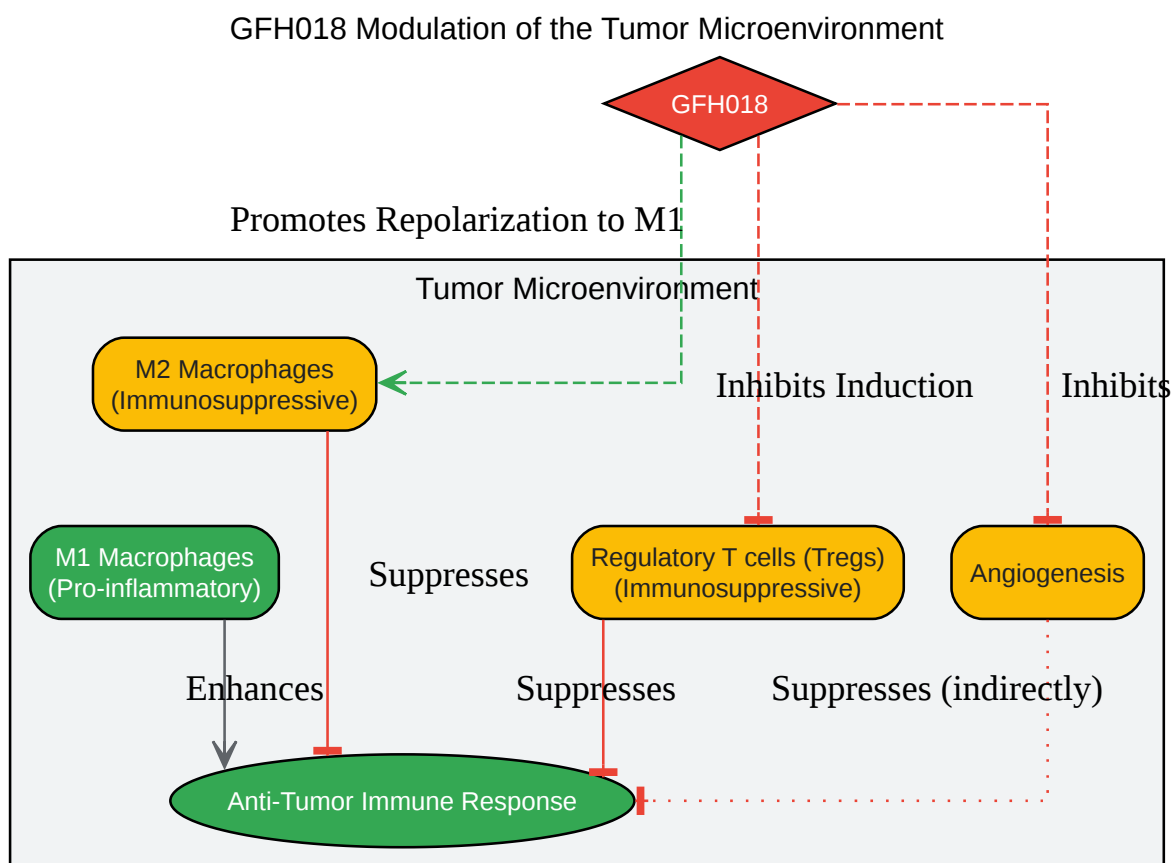 GFH018 Modulation of the Tumor Microenvironment
GFH018
Promotes Repolarization to M1
Tumor Microenvironment
M2 Macrophages
(Immunosuppressive)
Inhibits Induction
Inhibits
M1 Macrophages
(Pro-inflammatory)
Suppresses
Regulatory T cells (Tregs)
(Immunosuppressive)
Angiogenesis
Enhances
Suppresses
Suppresses (indirectly)
Anti-Tumor Immune Response